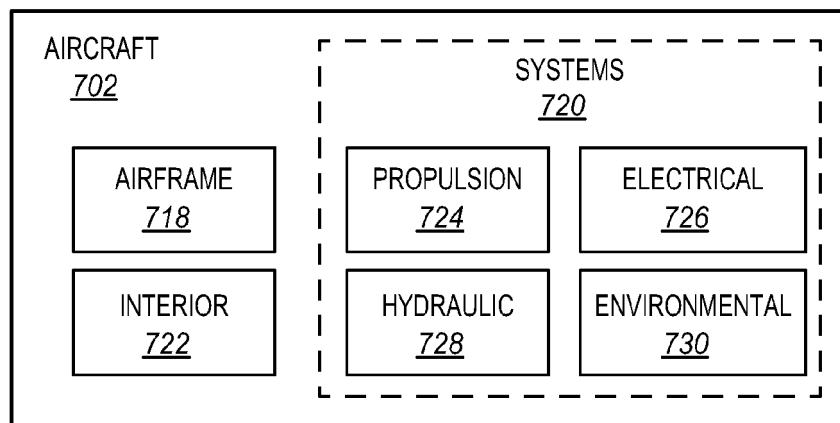 AIRCRAFT
702
SYSTEMS
720
AIRFRAME
718
PROPULSION
724
ELECTRICAL
726
INTERIOR
722
HYDRAULIC
728
ENVIRONMENTAL
730